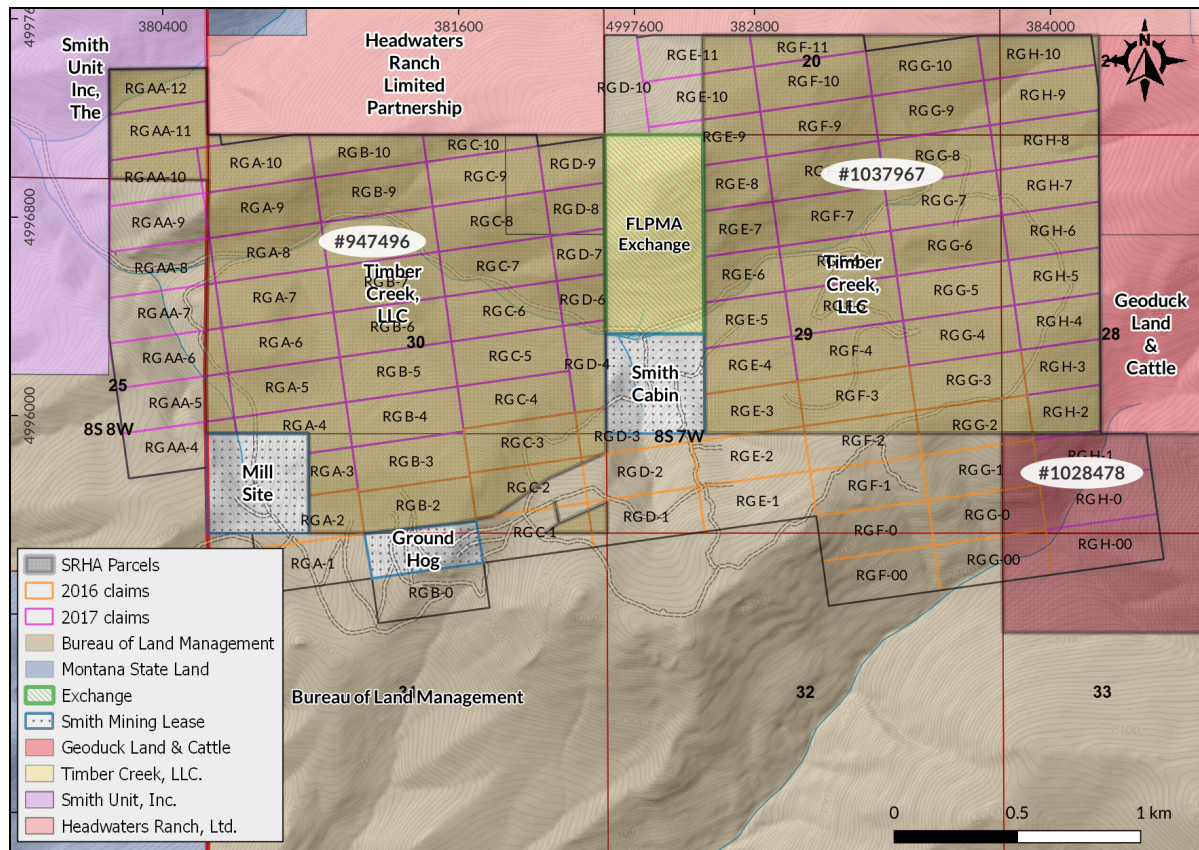 380400
381600
4997600
382800
384000
49976
4996800
4996000
N
Smith
Unit
Inc,
The
Headwaters
Ranch
Limited
Partnership
RGE-11
RGF-11
20
21
RGH-10
RGG-10
RGD-10
RGE-10
RGF-10
RGH-9
RGG-9
RGAA-12
RGAA-11
RGAA-10
RGAA-9
RGAA-8
RGAA-7
RGAA-6
RGAA-5
RGAA-4
25
8S 8W
RGA-10
RGA-9
RGA-8
RGA-7
RGA-6
RGA-5
RGA-4
RGA-3
RGA-2
RGA-1
RGB-10
RGB-9
#947496
Timber
Creek,
LLC
RGB-7
RGB-6
30
RGB-5
RGB-4
RGB-3
RGB-2
RGB-0
RGC-10
RGC-9
RGC-8
RGC-7
RGC-6
RGC-5
RGC-4
RGC-3
RGC-2
RGC-1
RGD-9
RGD-8
RGD-7
RGD-6
RGD-4
RGD-3
RGD-2
RGD-1
FLPMA
Exchange
Smith
Cabin
8S 7W
Mill
Site
Ground
Hog
RGE-9
RGE-8
RGE-7
RGE-6
RGE-5
RGE-4
RGE-3
RGE-2
RGE-1
RGF-9
#1037967
RGF-7
Timber
Creek,
LLC
29
RGF-4
RGF-3
RGF-2
RGF-1
RGF-0
RGF-00
RGG-8
RGG-7
RGG-6
RGG-5
RGG-4
RGG-3
RGG-2
RGG-1
RGG-0
RGG-00
RGH-8
RGH-7
RGH-6
RGH-5
RGH-4
RGH-3
RGH-2
RGH-1
#1028478
RGH-0
RGH-00
Geoduck
Land
&
Cattle
28
31
Bureau of Land Management
32
33
SRHA Parcels
2016 claims
2017 claims
Bureau of Land Management
Montana State Land
Exchange
Smith Mining Lease
Geoduck Land & Cattle
Timber Creek, LLC.
Smith Unit, Inc.
Headwaters Ranch, Ltd.
0
0.5
1 km